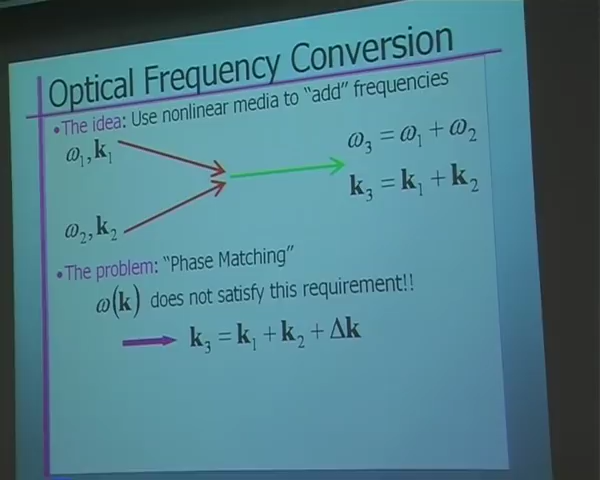 Optical Frequency Conversion
•The idea: Use nonlinear media to “add” frequencies
ω₁,k₁
ω₃ = ω₁ + ω₂
k₃ = k₁ + k₂
ω₂,k₂
•The problem: “Phase Matching”
ω(k) does not satisfy this requirement!!
k₃ = k₁ + k₂ + Δk